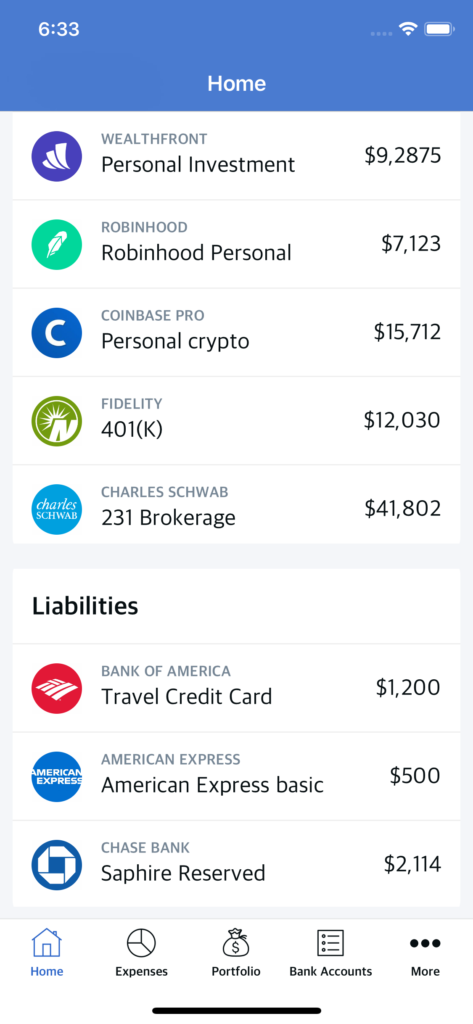 6:33
Home
WEALTHFRONT
Personal Investment
$9,2875
ROBINHOOD
Robinhood Personal
$7,123
C
COINBASE PRO
Personal crypto
$15,712
FIDELITY
401(K)
$12,030
charles
SCHWAB
CHARLES SCHWAB
231 Brokerage
$41,802
Liabilities
BANK OF AMERICA
Travel Credit Card
$1,200
AMERICAN
EXPRESS
AMERICAN EXPRESS
American Express basic
$500
CHASE BANK
Saphire Reserved
$2,114
$
Home
Expenses
Portfolio
Bank Accounts
More